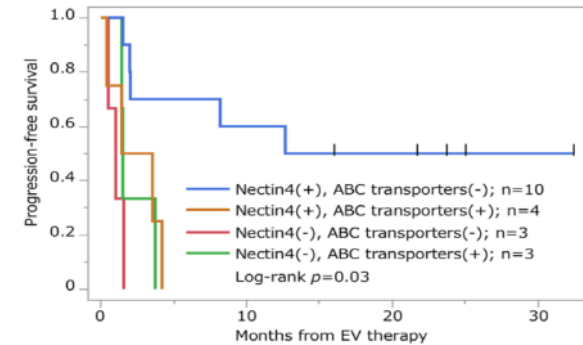 Progression-free survival
1.0
0.8
0.6
0.4
0.2
0
Nectin4(+), ABC transporters(-); n=10
Nectin4(+), ABC transporters(+); n=4
Nectin4(-), ABC transporters(-); n=3
Nectin4(-), ABC transporters(+); n=3
Log-rank p=0.03
0 10 20 30
Months from EV therapy